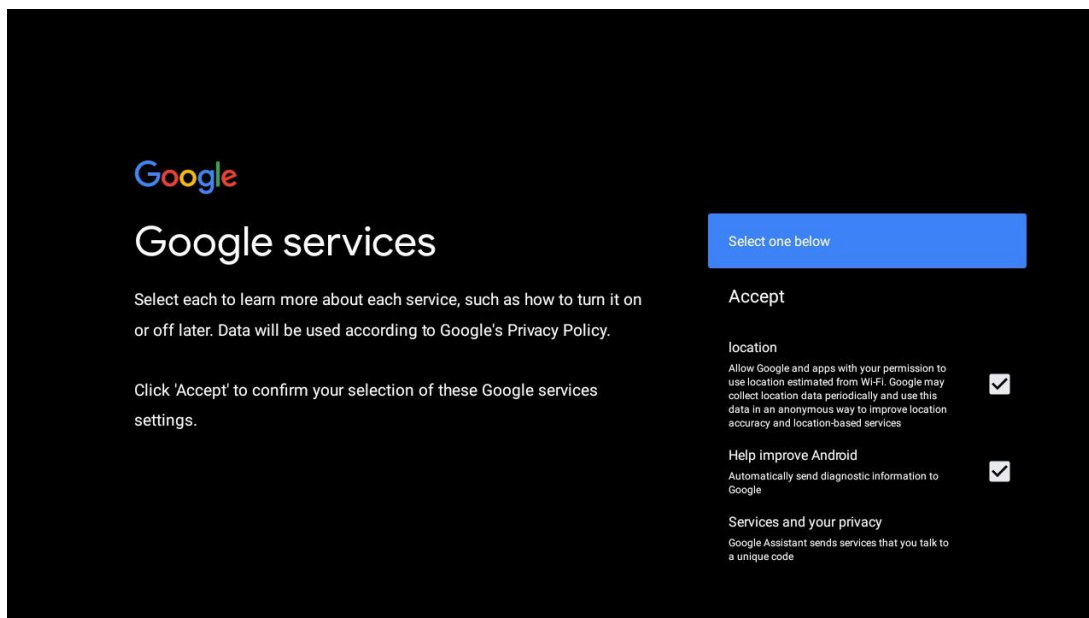 Google
Google services
Select each to learn more about each service, such as how to turn it on
or off later. Data will be used according to Google's Privacy Policy.
Click 'Accept' to confirm your selection of these Google services
settings.
Select one below
Accept
location
Allow Google and apps with your permission to
use location estimated from Wi-Fi. Google may
collect location data periodically and use this
data in an anonymous way to improve location
accuracy and location-based services
Help improve Android
Automatically send diagnostic information to
Google
Services and your privacy
Google Assistant sends services that you talk to
a unique code